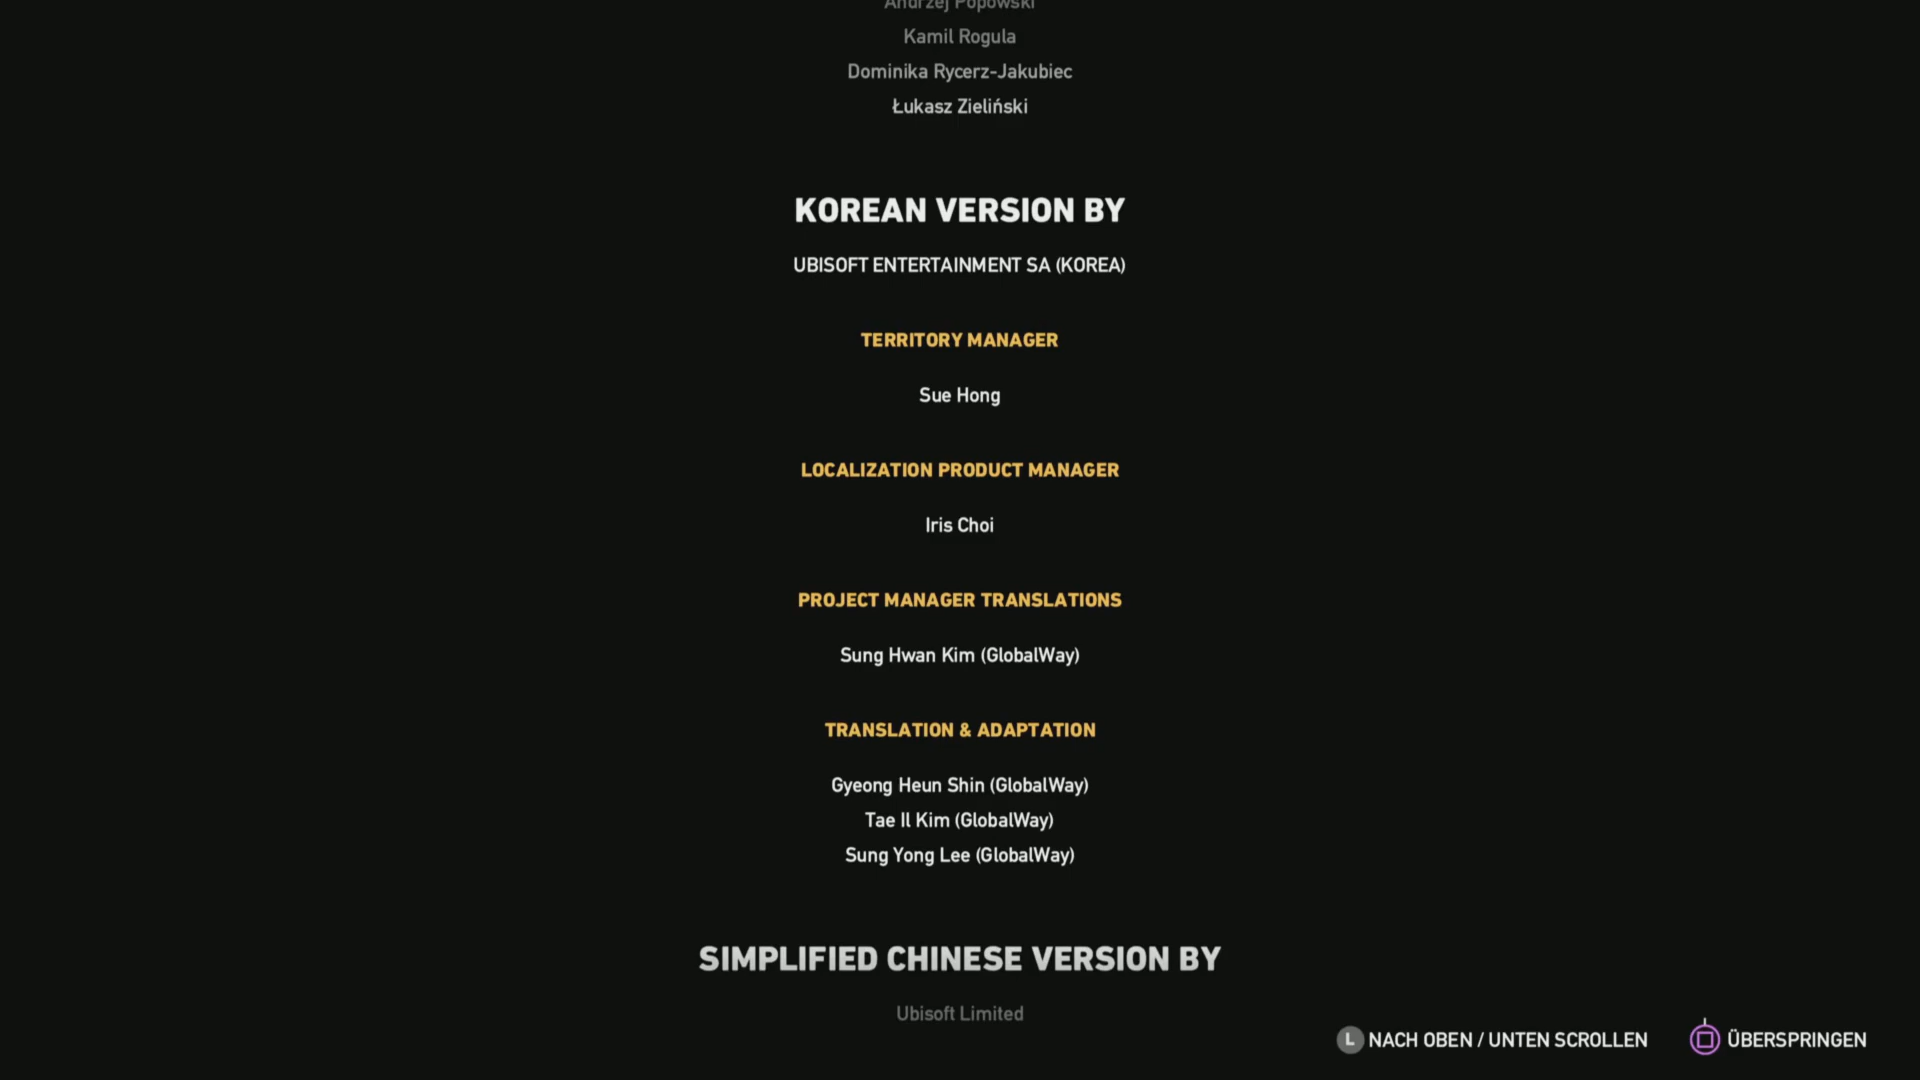 Andrzej Popowski
Kamil Rogula
Dominika Rycerz-Jakubiec
Łukasz Zieliński
KOREAN VERSION BY
UBISOFT ENTERTAINMENT SA (KOREA)
TERRITORY MANAGER
Sue Hong
LOCALIZATION PRODUCT MANAGER
Iris Choi
PROJECT MANAGER TRANSLATIONS
Sung Hwan Kim (GlobalWay)
TRANSLATION & ADAPTATION
Gyeong Heun Shin (GlobalWay)
Tae Il Kim (GlobalWay)
Sung Yong Lee (GlobalWay)
SIMPLIFIED CHINESE VERSION BY
Ubisoft Limited
L NACH OBEN / UNTEN SCROLLEN ÜBERSPRINGEN